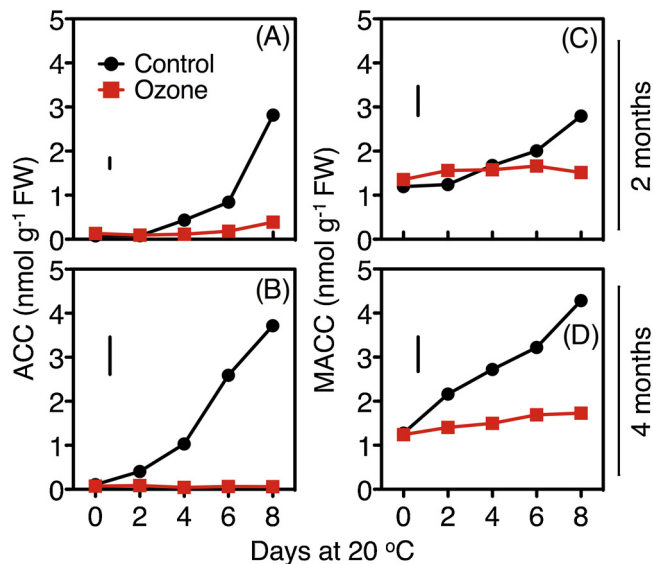 5
4
3
2
1
0
(A)
Control
Ozone
5
4
3
2
1
0
(C)
2 months
ACC (nmol g-1 FW)
MACC (nmol g-1 FW)
5
4
3
2
1
0
(B)
0 2 4 6 8
5
4
3
2
1
0
(D)
0 2 4 6 8
4 months
Days at 20 ºC